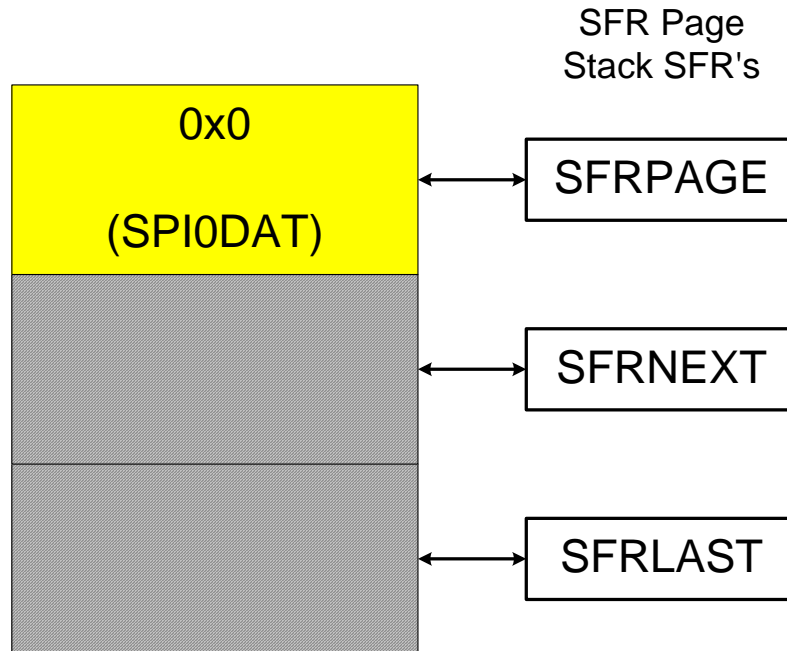 SFR Page
Stack SFR's
0x0
(SPI0DAT)
SFRPAGE
SFRNEXT
SFRLAST